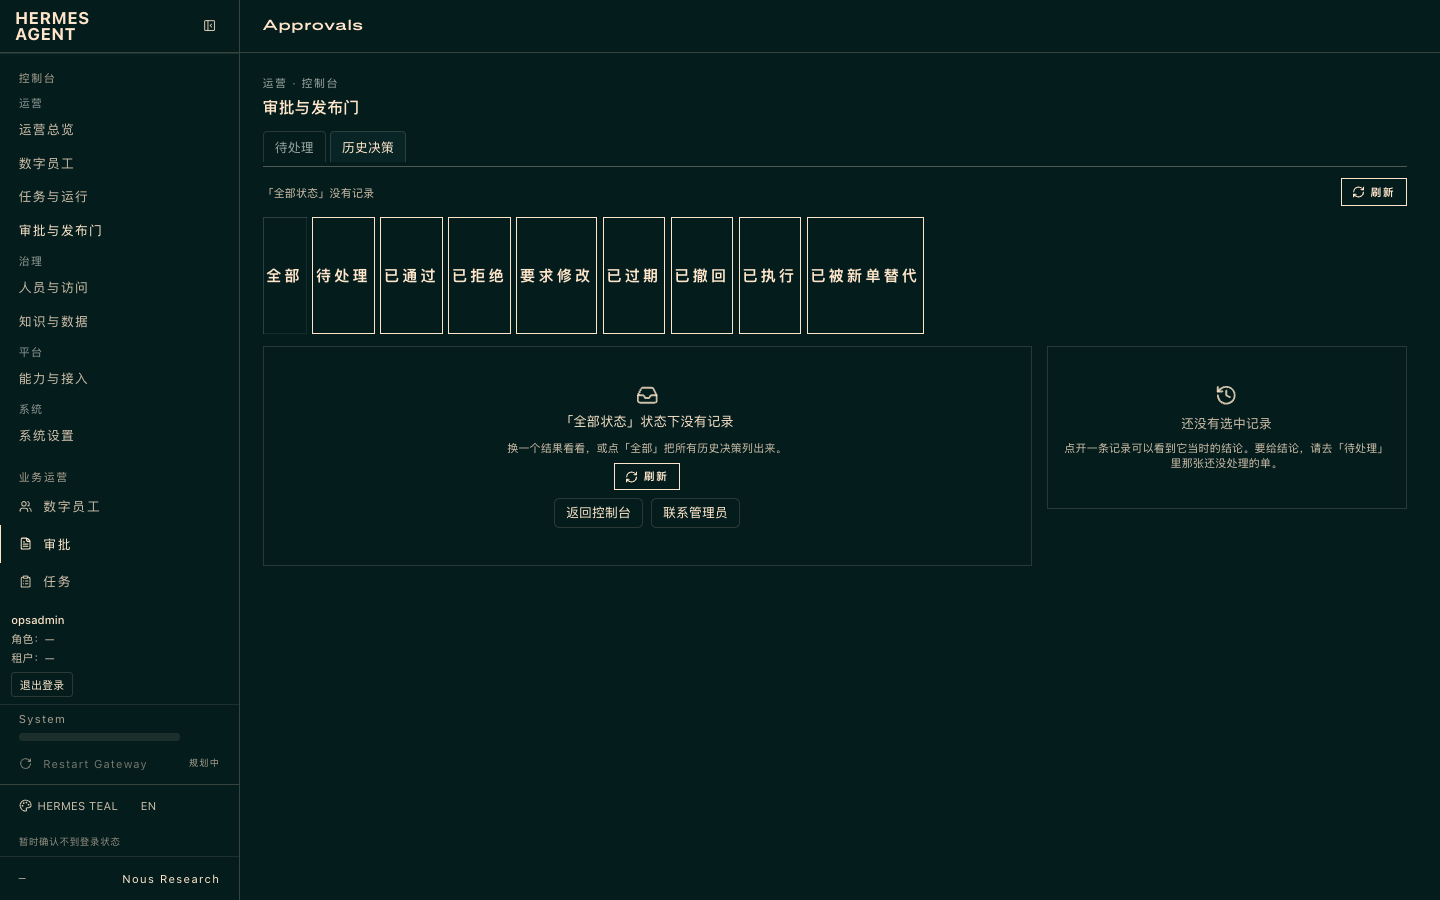 HERMES
AGENT
Approvals
控制台
运营
运营总览
数字员工
任务与运行
审批与发布门
治理
人员与访问
知识与数据
平台
能力与接入
系统
系统设置
业务运营
数字员工
审批
任务
opsadmin
角色: —
租户: —
退出登录
System
Restart Gateway 规划中
HERMES TEAL EN
暂时确认不到登录状态
— Nous Research
运营 · 控制台
审批与发布门
待处理 历史决策
「全部状态」没有记录 刷新
全部 待处理 已通过 已拒绝 要求修改 已过期 已撤回 已执行 已被新单替代
「全部状态」状态下没有记录
换一个结果看看，或点「全部」把所有历史决策列出来。
刷新
返回控制台 联系管理员
还没有选中记录
点开一条记录可以看到它当时的结论。要给结论，请去「待处理」
里那张还没处理的单。